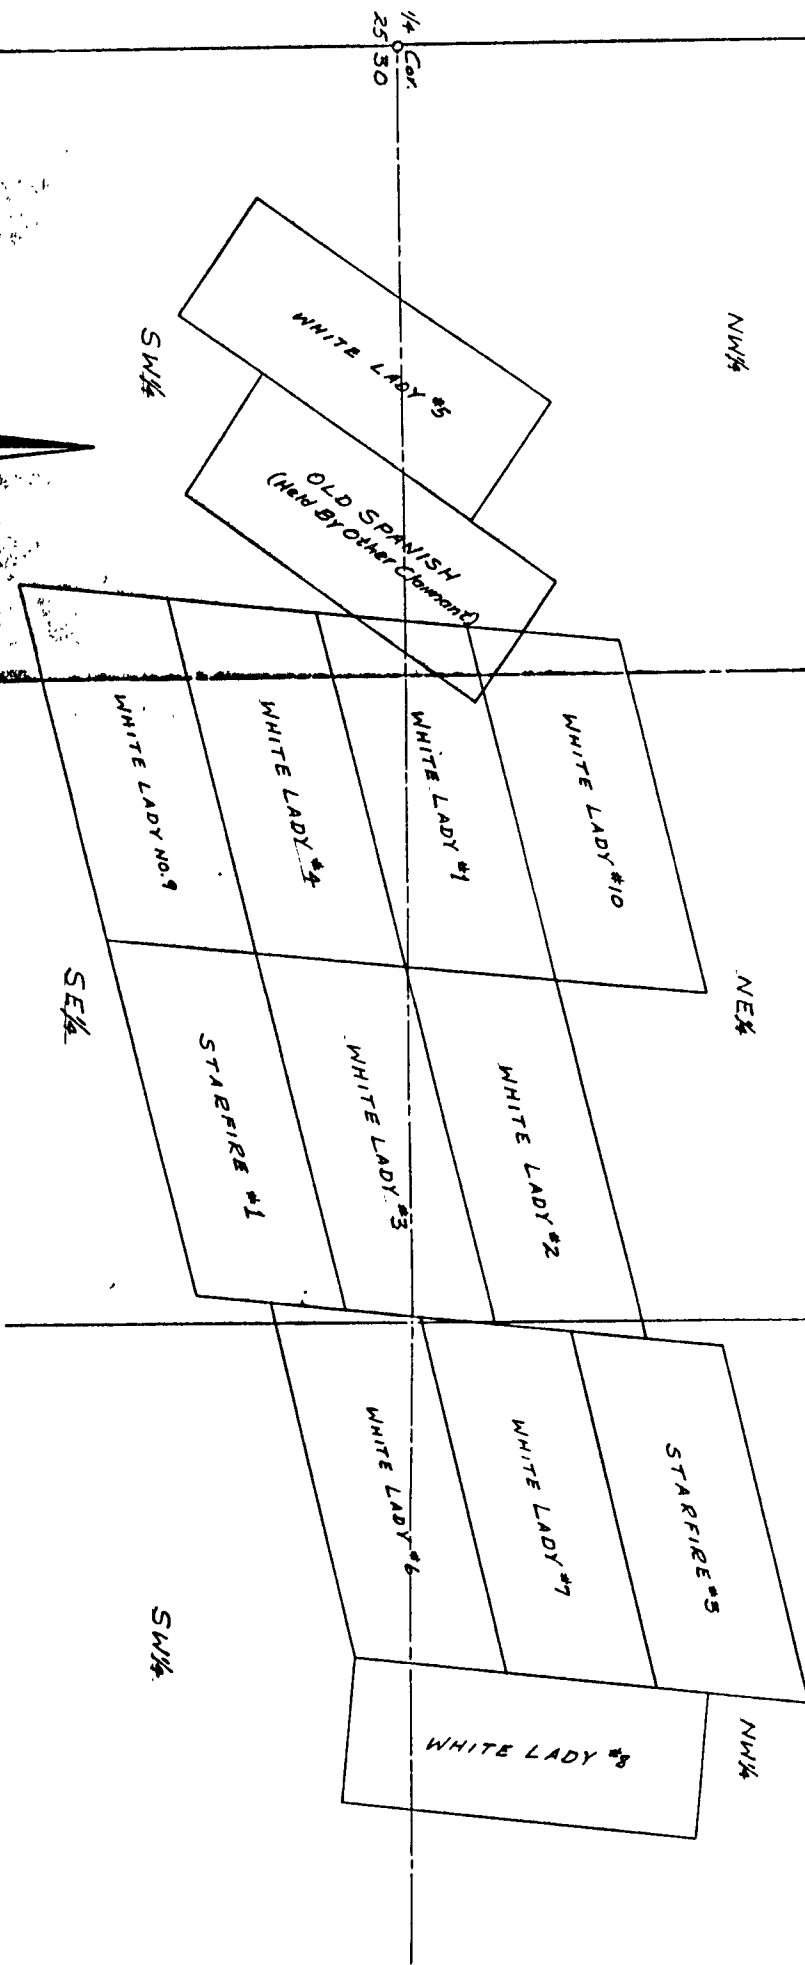 1/4 Cor.
25 30
NW1/4
SW1/4
WHITE LADY #5
OLD SPANISH
(Held By Other Claimant)
WHITE LADY #10
WHITE LADY #1
WHITE LADY #4
WHITE LADY NO.9
NE1/4
SE1/4
WHITE LADY #2
WHITE LADY #3
STARFIRE #1
STARFIRE #5
WHITE LADY #7
WHITE LADY #6
NW1/4
SW1/4
WHITE LADY #8